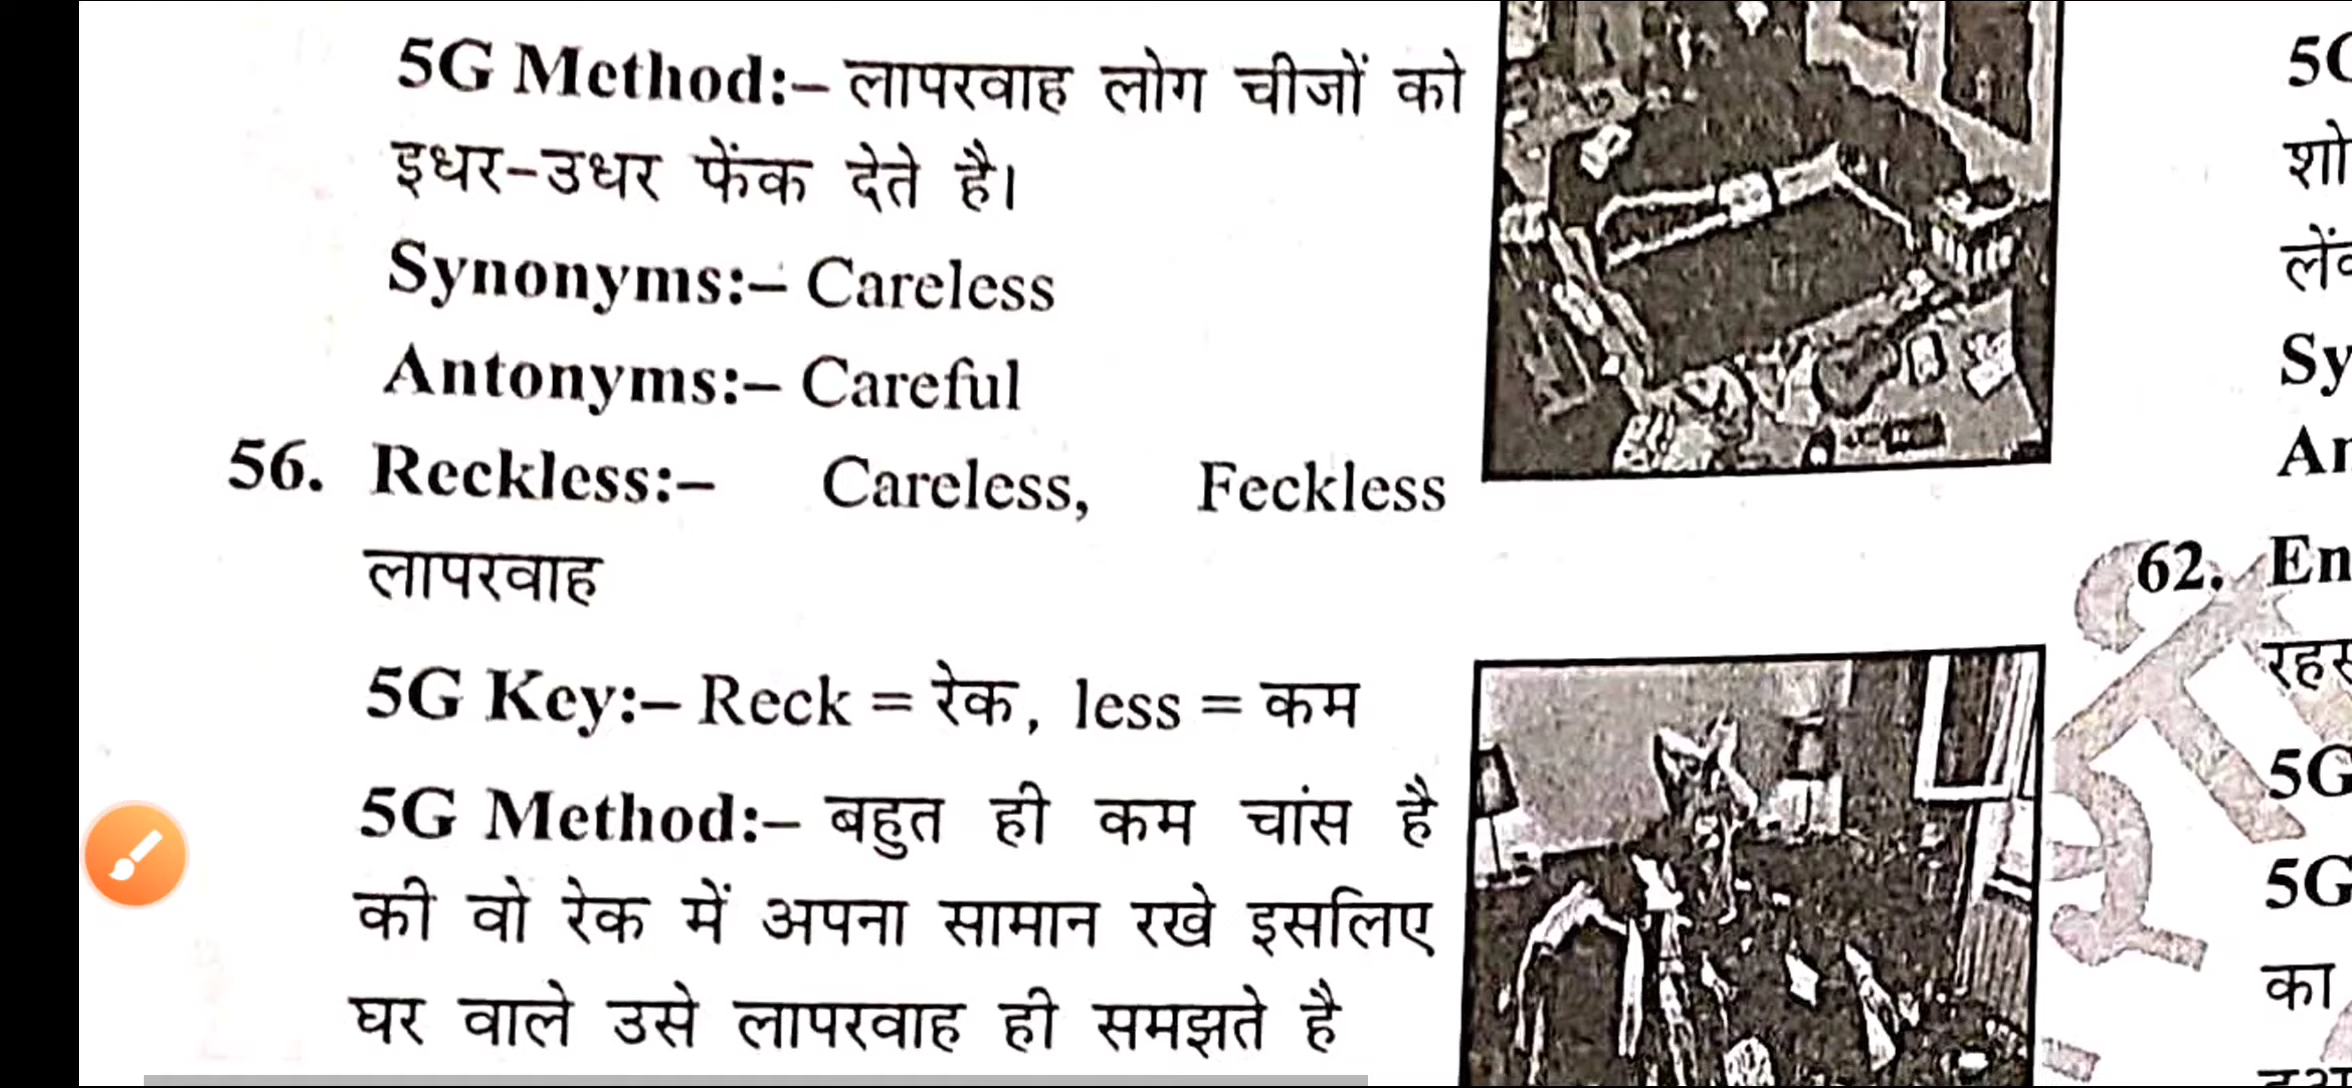 5G Method:– लापरवाह लोग चीजों को
इधर–उधर फेंक देते है।
Synonyms:– Careless
Antonyms:– Careful
56. Reckless:– Careless, Feckless
लापरवाह
5G Key:– Reck = रेक, less = कम
5G Method:– बहुत ही कम चांस है
की वो रेक में अपना सामान रखे इसलिए
घर वाले उसे लापरवाह ही समझते है
62.
5G
5G
का